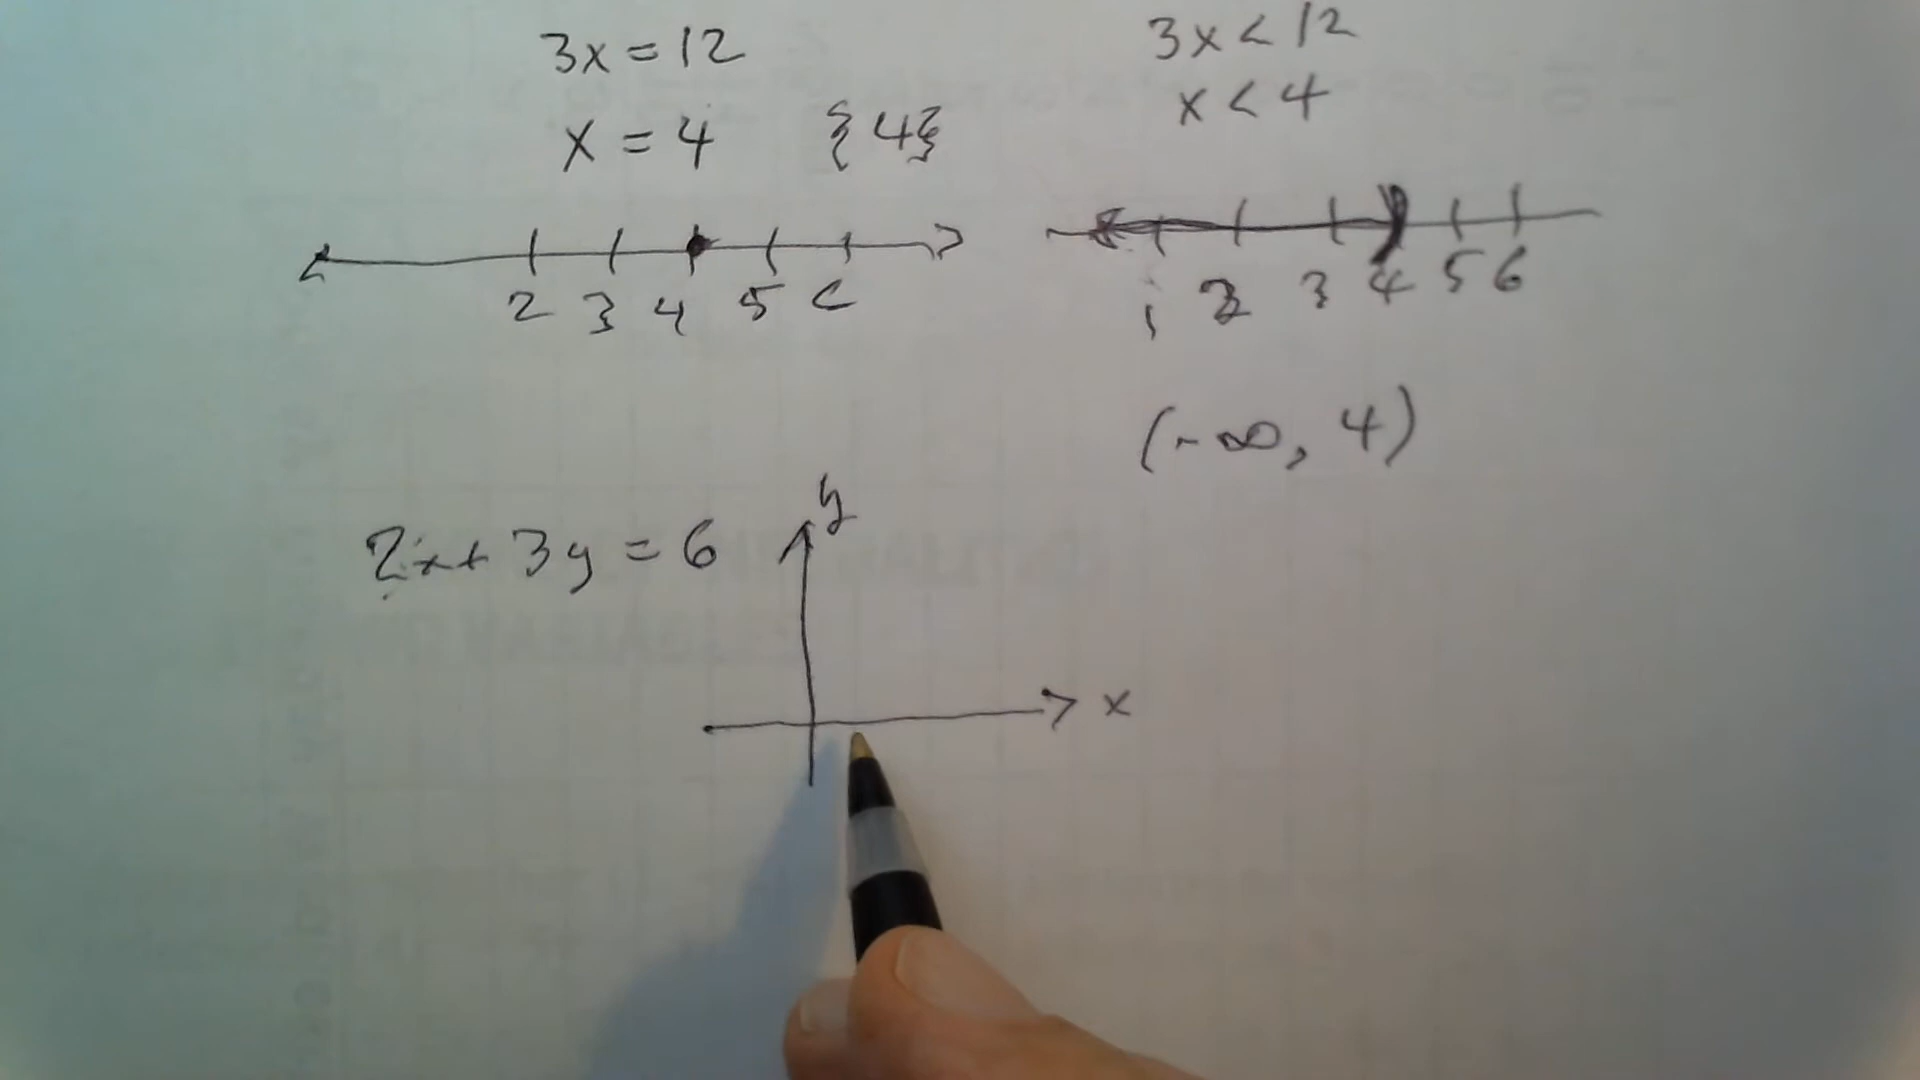 3x = 12
x = 4 {4}
2 3 4 5 6
3x < 12
x < 4
1 2 3 4 5 6
(-∞, 4)
2x + 3y = 6
y
x